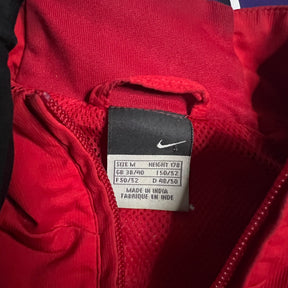 SIZE M HEIGHT 178
GB 38/40 I 50/52
F 50/52 D 48/50
MADE IN INDIA
FABRIQUE EN INDE